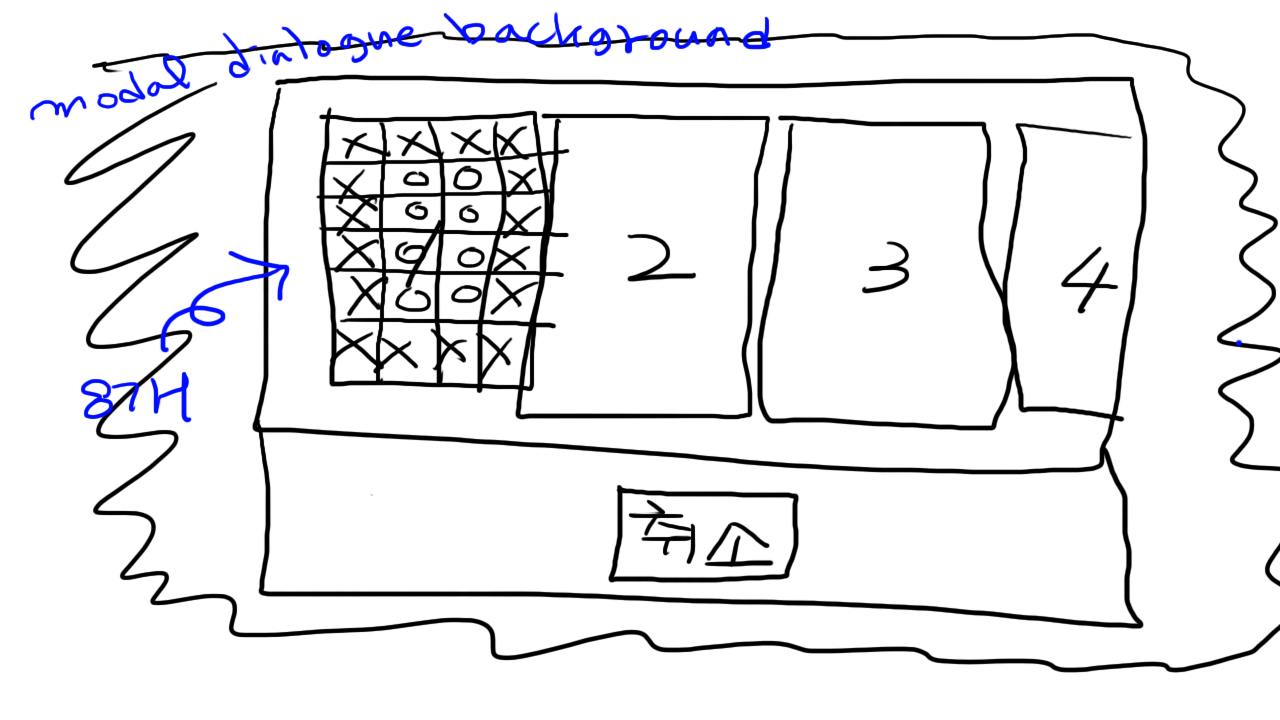 modal dialogue background
X X X X
X O O X
X O O X
X O O X
X O O X
X X X X
2
3
4
87H
취소